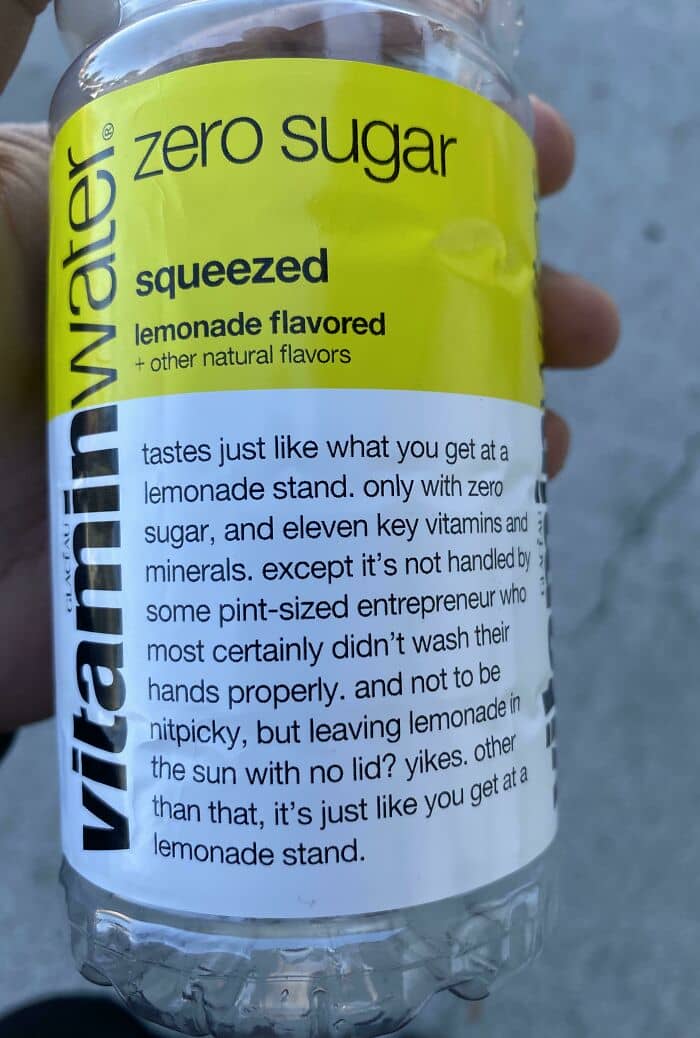 vitaminwater®
GLACÉAU
zero sugar
squeezed
lemonade flavored
+ other natural flavors
tastes just like what you get at a
lemonade stand. only with zero
sugar, and eleven key vitamins and
minerals. except it's not handled by
some pint-sized entrepreneur who
most certainly didn't wash their
hands properly. and not to be
nitpicky, but leaving lemonade in
the sun with no lid? yikes. other
than that, it's just like you get at a
lemonade stand.